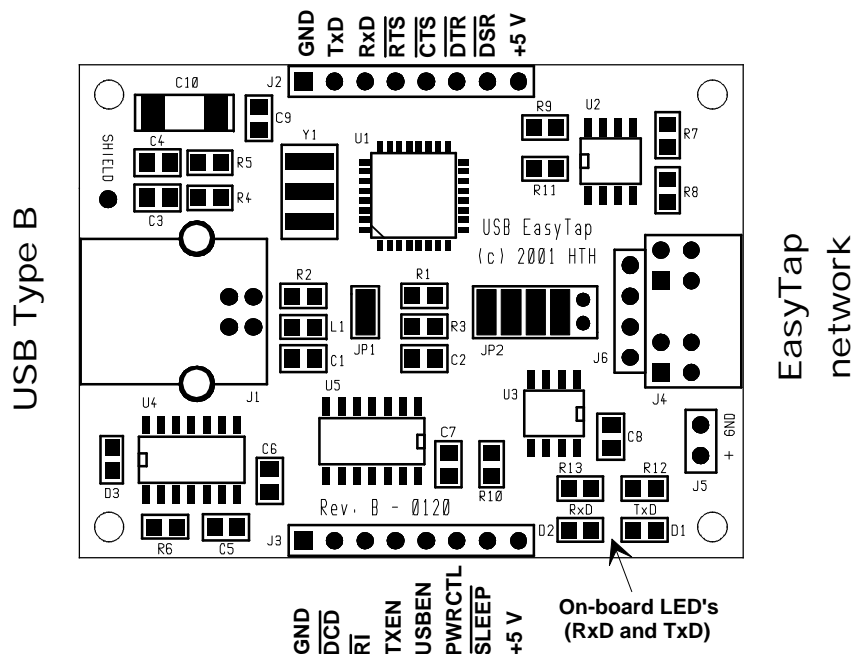 GND
TxD
RxD
RTS
CTS
DTR
DSR
+5 V
J2
C10
C9
R9
U2
R7
C4
Y1
U1
SHIELD
R5
R11
R8
C3
R4
USB EasyTap
(c) 2001 HTH
USB Type B
EasyTap
network
R2
R1
L1
R3
JP1
JP2
J6
C1
C2
J1
J4
U4
U5
U3
C6
C7
C8
GND
+
J5
D3
R10
R13
R12
Rev. B - 0120
RxD
TxD
R6
C5
J3
D2
D1
GND
DCD
RI
TXEN
USBEN
PWRCTL
SLEEP
+5 V
On-board LED's
(RxD and TxD)